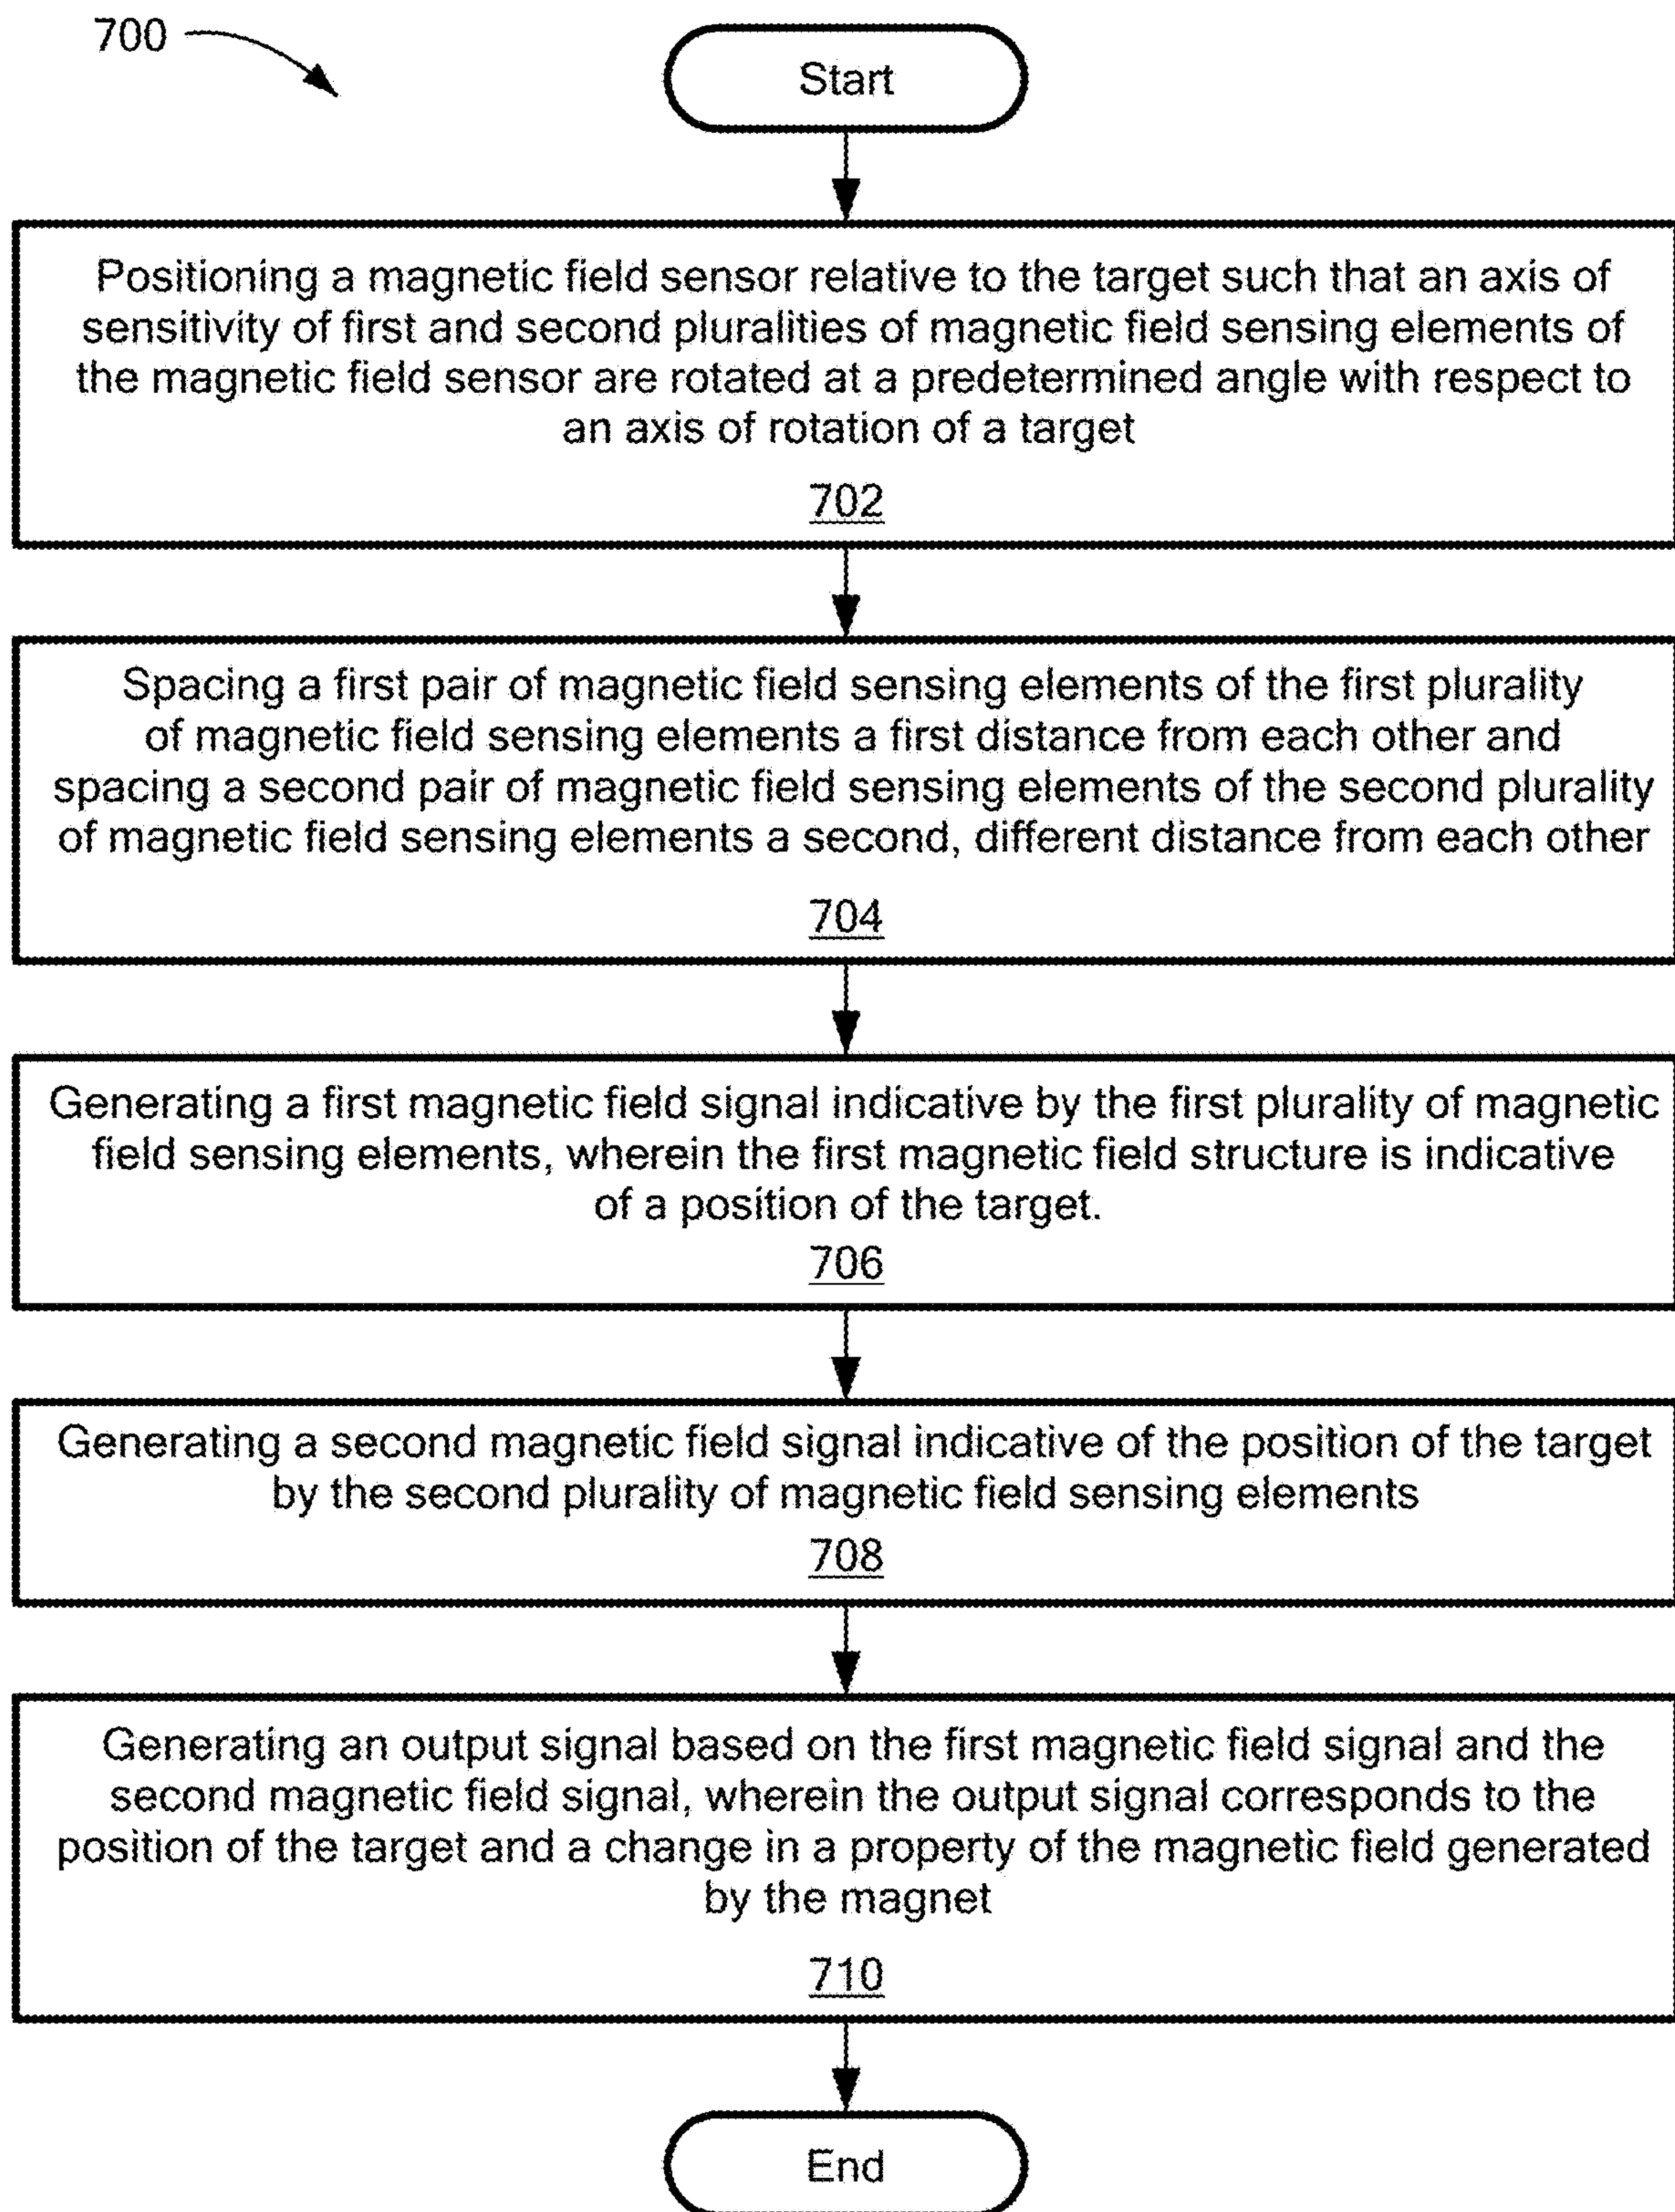 700
Start
Positioning a magnetic field sensor relative to the target such that an axis of
sensitivity of first and second pluralities of magnetic field sensing elements of
the magnetic field sensor are rotated at a predetermined angle with respect to
an axis of rotation of a target
702
Spacing a first pair of magnetic field sensing elements of the first plurality
of magnetic field sensing elements a first distance from each other and
spacing a second pair of magnetic field sensing elements of the second plurality
of magnetic field sensing elements a second, different distance from each other
704
Generating a first magnetic field signal indicative by the first plurality of magnetic
field sensing elements, wherein the first magnetic field structure is indicative
of a position of the target.
706
Generating a second magnetic field signal indicative of the position of the target
by the second plurality of magnetic field sensing elements
708
Generating an output signal based on the first magnetic field signal and the
second magnetic field signal, wherein the output signal corresponds to the
position of the target and a change in a property of the magnetic field generated
by the magnet
710
End